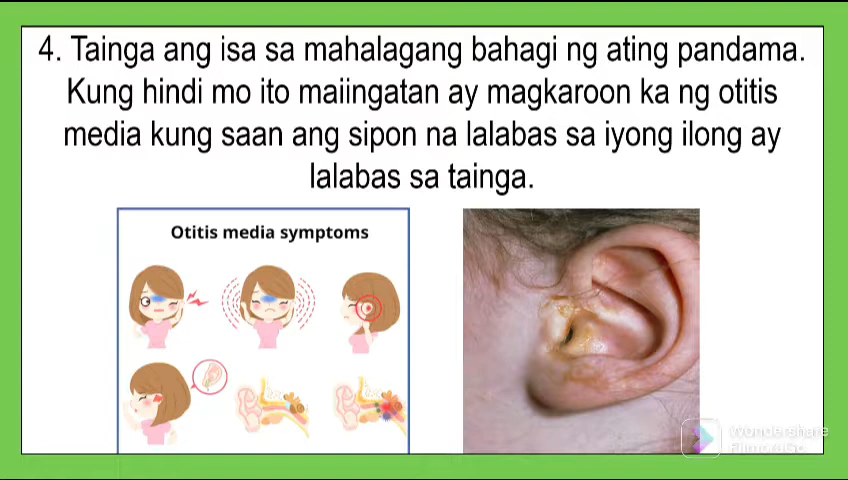 4. Tainga ang isa sa mahalagang bahagi ng ating pandama.
Kung hindi mo ito maiingatan ay magkaroon ka ng otitis
media kung saan ang sipon na lalabas sa iyong ilong ay
lalabas sa tainga.
Otitis media symptoms
Wondershare
FilmoraGo